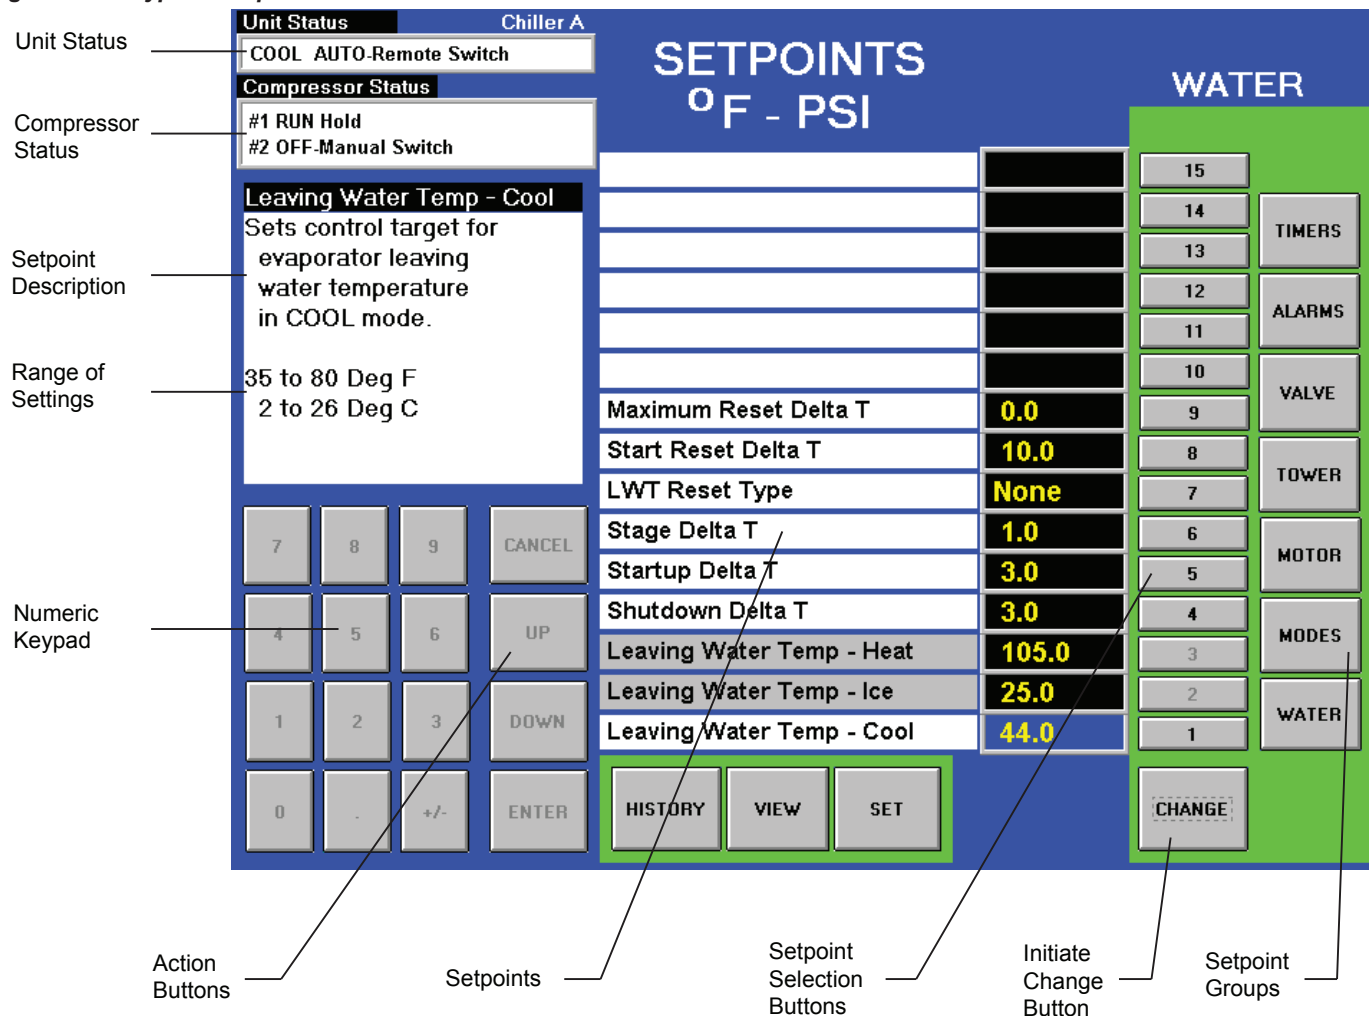 Unit Status
Compressor
Status
Setpoint
Description
Range of
Settings
Numeric
Keypad
Unit Status Chiller A
COOL AUTO-Remote Switch
Compressor Status
#1 RUN Hold
#2 OFF-Manual Switch
Leaving Water Temp - Cool
Sets control target for
evaporator leaving
water temperature
in COOL mode.
35 to 80 Deg F
2 to 26 Deg C
7 8 9 CANCEL
4 5 6 UP
1 2 3 DOWN
0 . +/- ENTER
SETPOINTS
°F - PSI
Maximum Reset Delta T 0.0
Start Reset Delta T 10.0
LWT Reset Type None
Stage Delta T 1.0
Startup Delta T 3.0
Shutdown Delta T 3.0
Leaving Water Temp - Heat 105.0
Leaving Water Temp - Ice 25.0
Leaving Water Temp - Cool 44.0
HISTORY VIEW SET
WATER
15
14
13
12
11
10
9
8
7
6
5
4
3
2
1
TIMERS
ALARMS
VALVE
TOWER
MOTOR
MODES
WATER
CHANGE
Action
Buttons
Setpoints
Setpoint
Selection
Buttons
Initiate
Change
Button
Setpoint
Groups